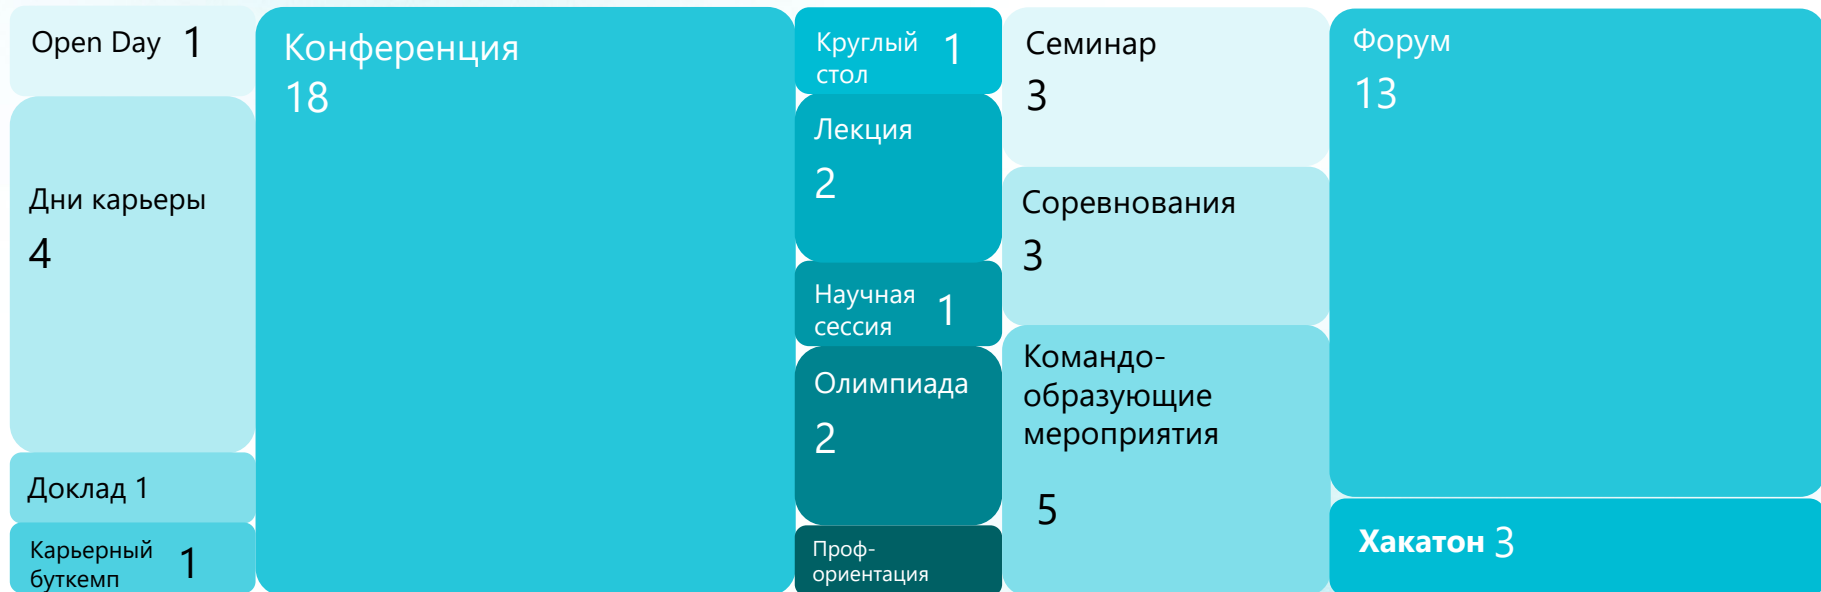 Open Day 1
Дни карьеры
4
Доклад 1
Карьерный
буткемп 1
Конференция
18
Круглый
стол 1
Лекция
2
Научная
сессия 1
Олимпиада
2
Проф-
ориентация
Семинар
3
Соревнования
3
Командо-
образующие
мероприятия
5
Форум
13
Хакатон 3